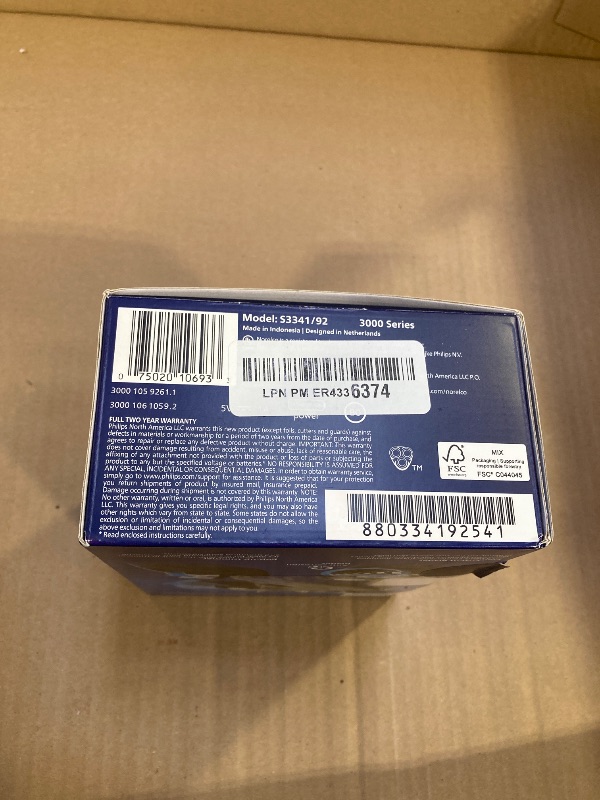 Model: S3341/92 3000 Series
Made in Indonesia | Designed in Netherlands
Norelco is a
ke Philips N.V.
th America LLC P.O.
.com/norelco
0 75020 10693
LPN PM ER4336374
3000 105 9261.1
3000 106 1059.2
5V
power
FULL TWO YEAR WARRANTY
Philips North America LLC warrants this new product (except foils, cutters and guards) against
defects in materials or workmanship for a period of two years from the date of purchase, and
agrees to repair or replace any defective product without charge. IMPORTANT: The warranty
does not cover damage resulting from accident, misuse or abuse, lack of reasonable care, the
affixing of any attachment not provided with the product or loss of parts or subjecting the
product to any but the specified voltage or batteries.* NO RESPONSIBILITY IS ASSUMED FOR
ANY SPECIAL, INCIDENTAL OR CONSEQUENTIAL DAMAGES. In order to obtain warranty service,
simply go to www.philips.com/support for assistance. It is suggested that for your protection
you return shipments of product by insured mail, insurance prepaid.
Damage occurring during shipment is not covered by this warranty. NOTE:
No other warranty, written or oral, is authorized by Philips North America
LLC. This warranty gives you specific legal rights, and you may also have
other rights which vary from state to state. Some states do not allow the
exclusion or limitation of incidental or consequential damages, so the
above exclusion and limitations may not apply to you.
* Read enclosed instructions carefully.
TM
FSC
MIX
Packaging | Supporting
responsible forestry
FSC® C044045
880334192541